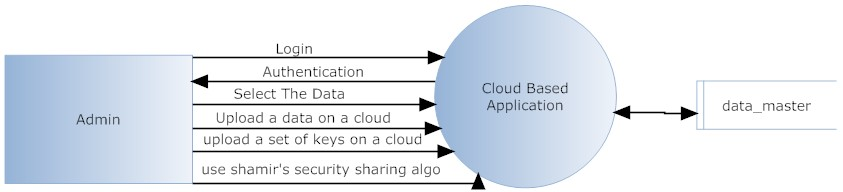 Login
Authentication
Select The Data
Upload a data on a cloud
upload a set of keys on a cloud
use shamir's security sharing algo
Admin
Cloud Based
Application
data_master